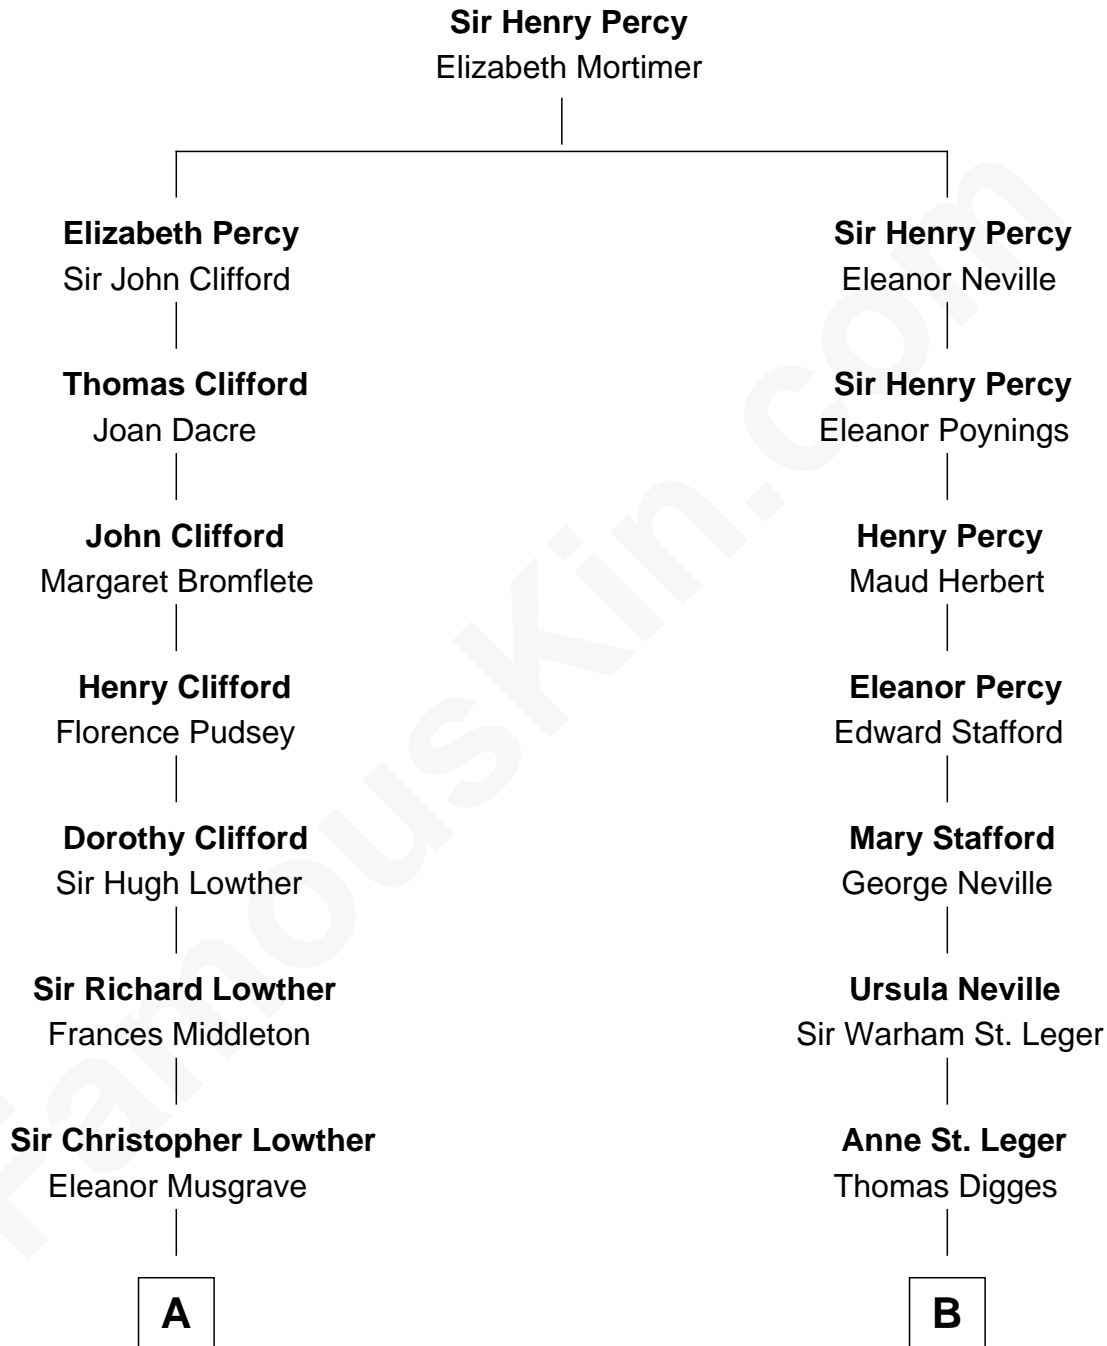 Sir Henry Percy
Elizabeth Mortimer
Elizabeth Percy
Sir John Clifford
Thomas Clifford
Joan Dacre
John Clifford
Margaret Bromflete
Henry Clifford
Florence Pudsey
Dorothy Clifford
Sir Hugh Lowther
Sir Richard Lowther
Frances Middleton
Sir Christopher Lowther
Eleanor Musgrave
A
Sir Henry Percy
Eleanor Neville
Sir Henry Percy
Eleanor Poynings
Henry Percy
Maud Herbert
Eleanor Percy
Edward Stafford
Mary Stafford
George Neville
Ursula Neville
Sir Warham St. Leger
Anne St. Leger
Thomas Digges
B
FamousKin.com